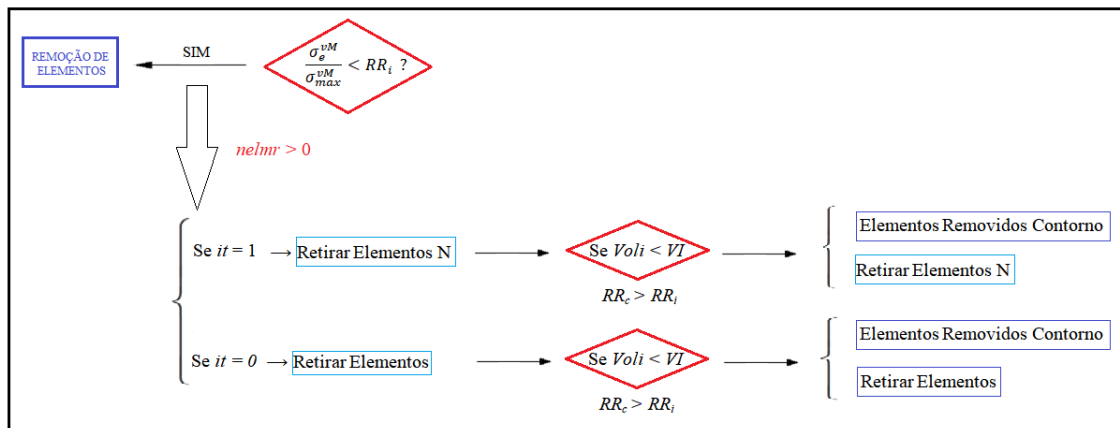 REMOÇÃO DE
ELEMENTOS
SIM
σ_e^{vM} / σ_{max}^{vM} < RR_i ?
nelmr > 0
Se it = 1 → Retirar Elementos N
Se Voli < VI
RR_c > RR_i
Elementos Removidos Contorno
Retirar Elementos N
Se it = 0 → Retirar Elementos
Se Voli < VI
RR_c > RR_i
Elementos Removidos Contorno
Retirar Elementos